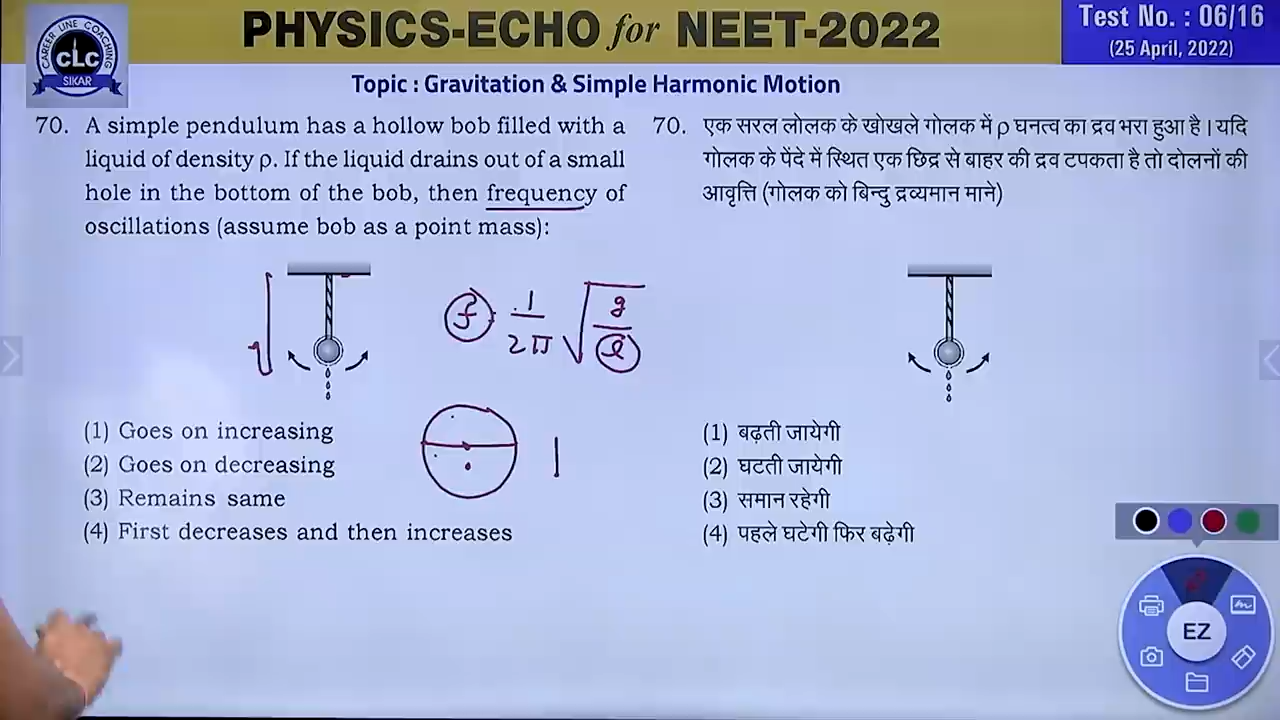 CAREER LINE COACHING
CLC
SIKAR
PHYSICS-ECHO for NEET-2022
Test No. : 06/16
(25 April, 2022)
Topic : Gravitation & Simple Harmonic Motion
70. A simple pendulum has a hollow bob filled with a
liquid of density ρ. If the liquid drains out of a small
hole in the bottom of the bob, then frequency of
oscillations (assume bob as a point mass):
f = 1/2π √g/l
(1) Goes on increasing
(2) Goes on decreasing
(3) Remains same
(4) First decreases and then increases
70. एक सरल लोलक के खोखले गोलक में ρ घनत्व का द्रव भरा हुआ है । यदि
गोलक के पेंदे में स्थित एक छिद्र से बाहर की द्रव टपकता है तो दोलनों की
आवृत्ति (गोलक को बिन्दु द्रव्यमान माने)
(1) बढ़ती जायेगी
(2) घटती जायेगी
(3) समान रहेगी
(4) पहले घटेगी फिर बढ़ेगी
EZ